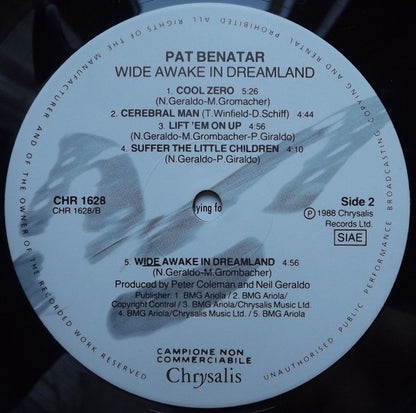 PAT BENATAR
WIDE AWAKE IN DREAMLAND
1. COOL ZERO 5:26
(N.Geraldo-M.Gromacher)
2. CEREBRAL MAN (T.Winfield-D.Schiff) 4:44
3. LIFT 'EM ON UP 4:56
(N.Geraldo-M.Grombacher-P.Giraldo)
4. SUFFER THE LITTLE CHILDREN 4:10
(N.Geraldo-P.Giraldo)
CHR 1628
CHR 1628/B
lying fo
Side 2
Ⓟ 1988 Chrysalis
Records Ltd.
SIAE
5. WIDE AWAKE IN DREAMLAND 4:56
(N.Geraldo-M.Grombacher)
Produced by Peter Coleman and Neil Geraldo
Publisher: 1. BMG Ariola / 2. BMG Ariola/
Copyright Control / 3. BMG Ariola/Chrysalis Music Ltd.
4. BMG Ariola/Chrysalis Music Ltd. / 5. BMG Ariola
CAMPIONE NON
COMMERCIABILE
Chrysalis
ALL RIGHTS OF THE MANUFACTURER AND OF THE OWNER OF THE RECORDED WORK RESERVED
UNAUTHORISED PUBLIC PERFORMANCE BROADCASTING COPYING AND RENTAL PROHIBITED